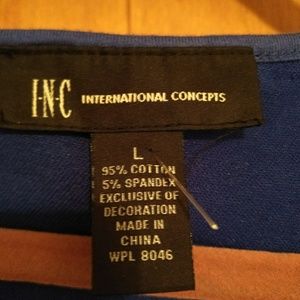 I·N·C INTERNATIONAL CONCEPTS
L
95% COTTON
5% SPANDEX
EXCLUSIVE OF
DECORATION
MADE IN
CHINA
WPL 8046